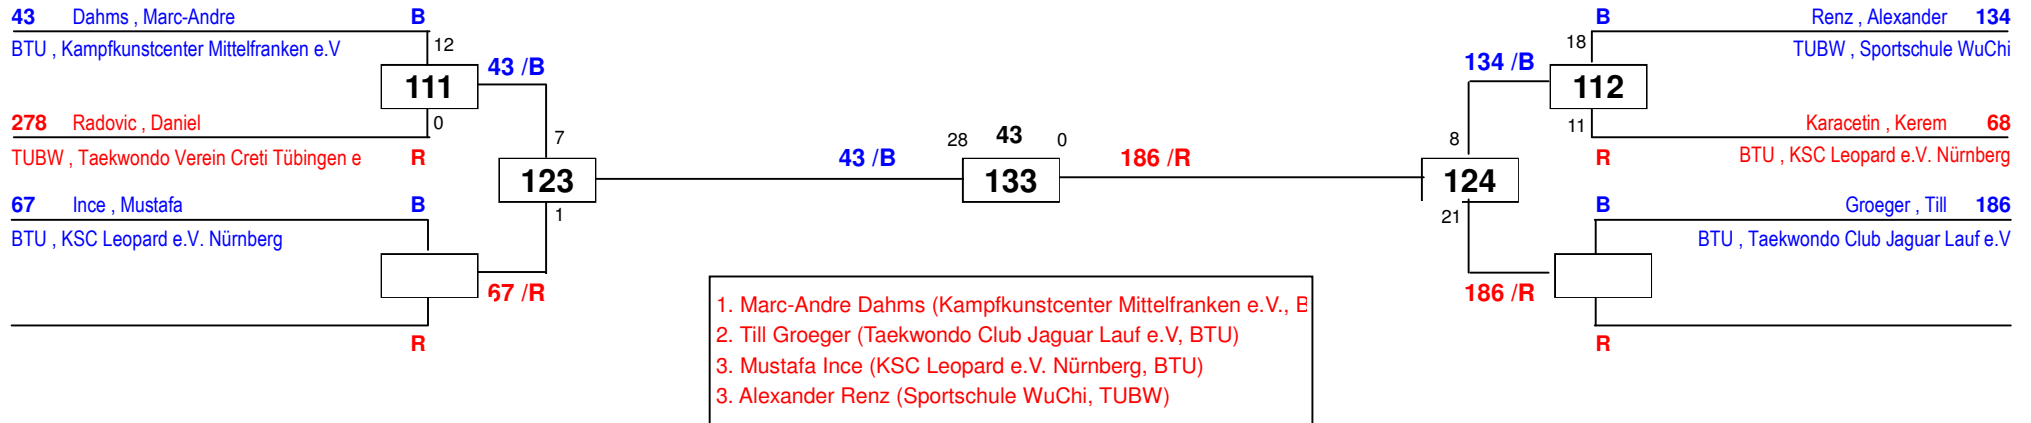 43 Dahms , Marc-Andre B
BTU , Kampfkunstcenter Mittelfranken e.V
12
111
43 /B
0
278 Radovic , Daniel
TUBW , Taekwondo Verein Creti Tübingen e R
7
123
1
67 Ince , Mustafa B
BTU , KSC Leopard e.V. Nürnberg
67 /R
R
43 /B
28 43 0
133
186 /R
B Renz , Alexander 134
18
TUBW , Sportschule WuChi
134 /B
112
11
Karacetin , Kerem 68
R BTU , KSC Leopard e.V. Nürnberg
8
124
21
B Groeger , Till 186
BTU , Taekwondo Club Jaguar Lauf e.V
186 /R
R
1. Marc-Andre Dahms (Kampfkunstcenter Mittelfranken e.V., B
2. Till Groeger (Taekwondo Club Jaguar Lauf e.V, BTU)
3. Mustafa Ince (KSC Leopard e.V. Nürnberg, BTU)
3. Alexander Renz (Sportschule WuChi, TUBW)